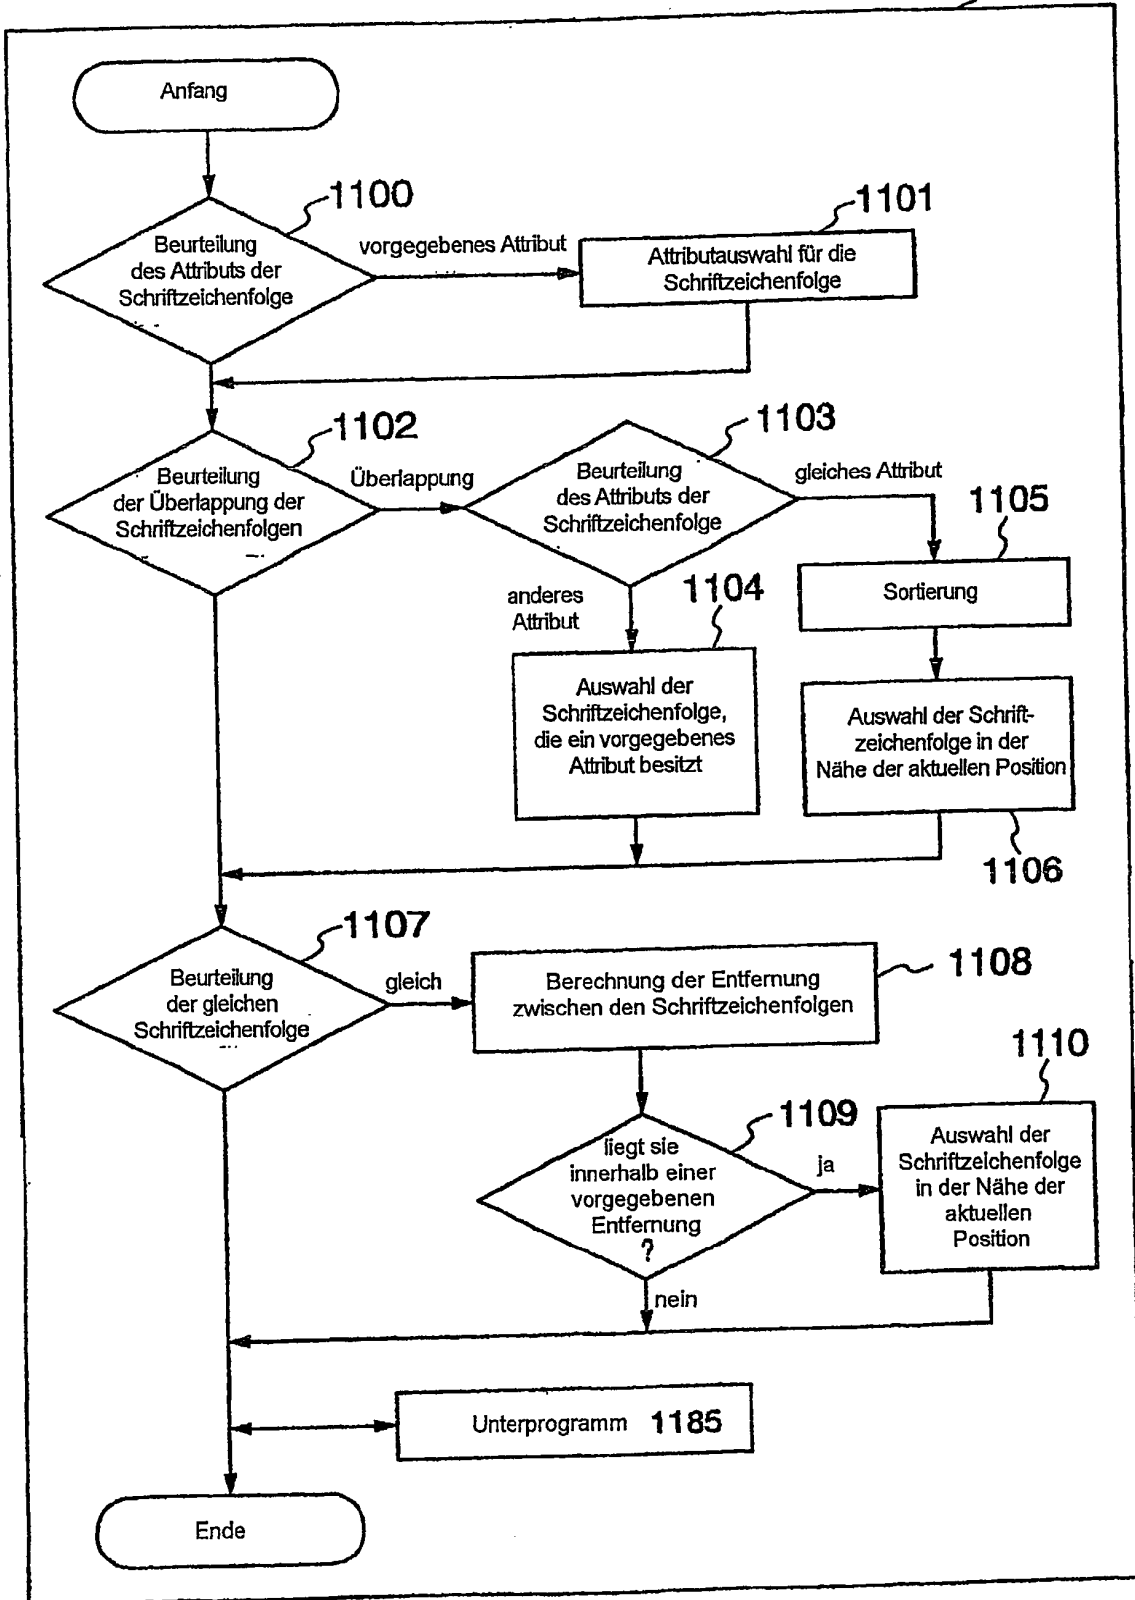 Anfang
1100
Beurteilung
des Attributs der
Schriftzeichenfolge
vorgegebenes Attribut
1101
Attributauswahl für die
Schriftzeichenfolge
1102
Beurteilung
der Überlappung der
Schriftzeichenfolgen
Überlappung
1103
Beurteilung
des Attributs der
Schriftzeichenfolge
gleiches Attribut
1105
Sortierung
anderes
Attribut
1104
Auswahl der
Schriftzeichenfolge,
die ein vorgegebenes
Attribut besitzt
Auswahl der Schrift-
zeichenfolge in der
Nähe der aktuellen Position
1106
1107
Beurteilung
der gleichen
Schriftzeichenfolge
gleich
1108
Berechnung der Entfernung
zwischen den Schriftzeichenfolgen
1109
liegt sie
innerhalb einer
vorgegebenen
Entfernung
?
ja
1110
Auswahl der
Schriftzeichenfolge
in der Nähe der
aktuellen
Position
nein
Unterprogramm 1185
Ende